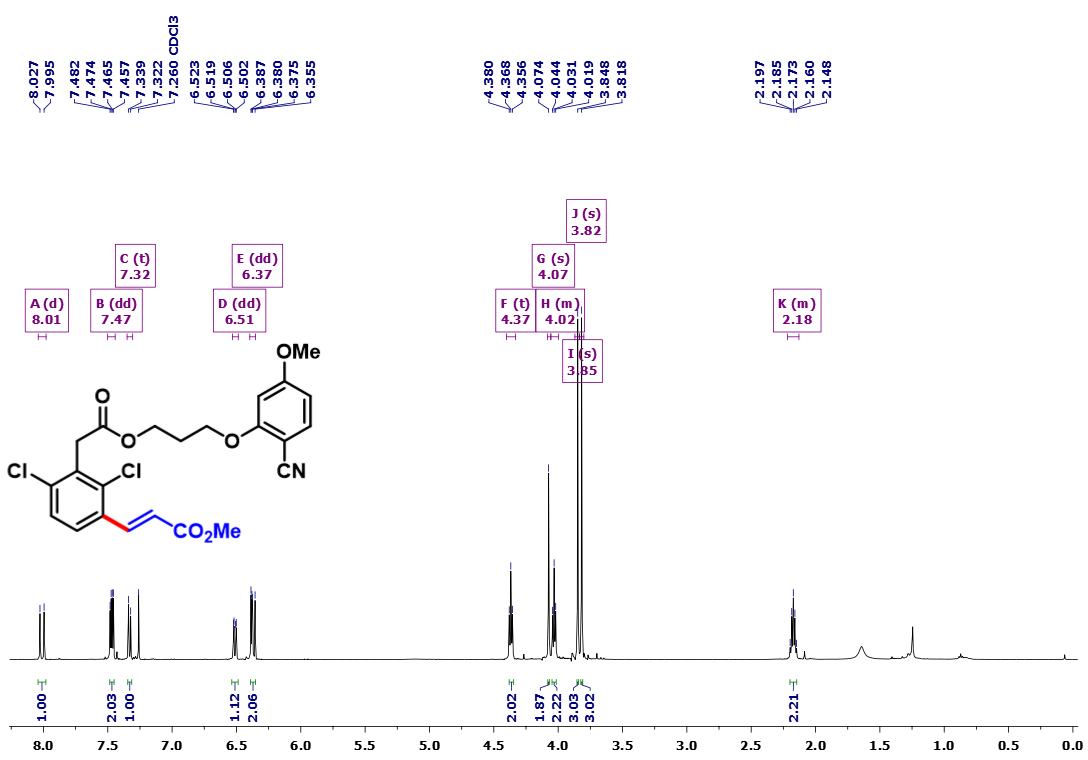 8.027
7.995
7.482
7.474
7.465
7.457
7.339
7.322
7.260 CDCl3
6.523
6.519
6.506
6.502
6.387
6.380
6.375
6.355
4.380
4.368
4.356
4.074
4.044
4.031
4.019
3.848
3.818
2.197
2.185
2.173
2.160
2.148
J (s)
3.82
C (t)
7.32
E (dd)
6.37
G (s)
4.07
A (d)
8.01
B (dd)
7.47
D (dd)
6.51
F (t)
4.37
H (m)
4.02
K (m)
2.18
I (s)
3.85
OMe
O
O
O
Cl
Cl
CN
CO2Me
1.00
2.03
1.00
1.12
2.06
2.02
1.87
2.22
3.03
3.02
2.21
8.0 7.5 7.0 6.5 6.0 5.5 5.0 4.5 4.0 3.5 3.0 2.5 2.0 1.5 1.0 0.5 0.0